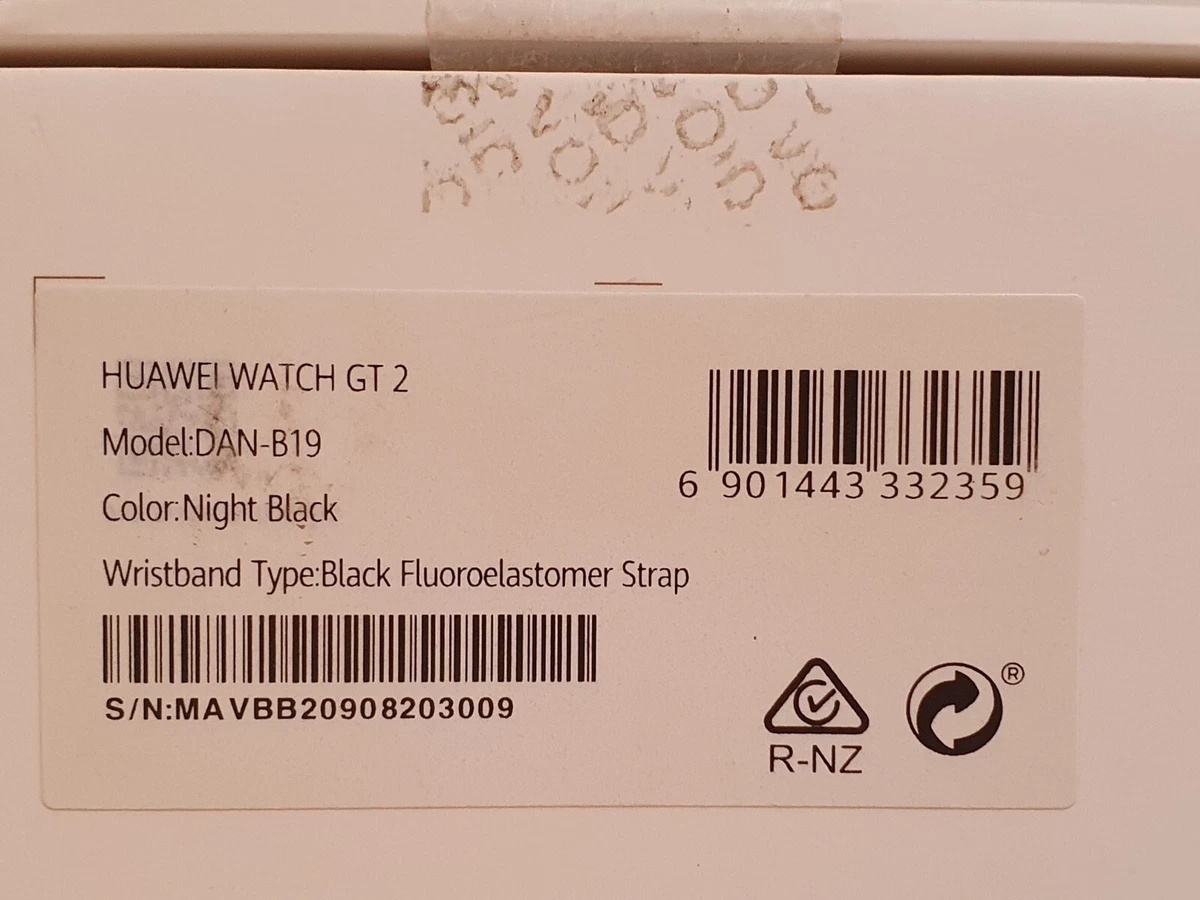 HUAWEI WATCH GT 2
Model:DAN-B19
Color:Night Black
Wristband Type:Black Fluoroelastomer Strap
S/N:MAVBB20908203009
6 901443 332359
R-NZ
®